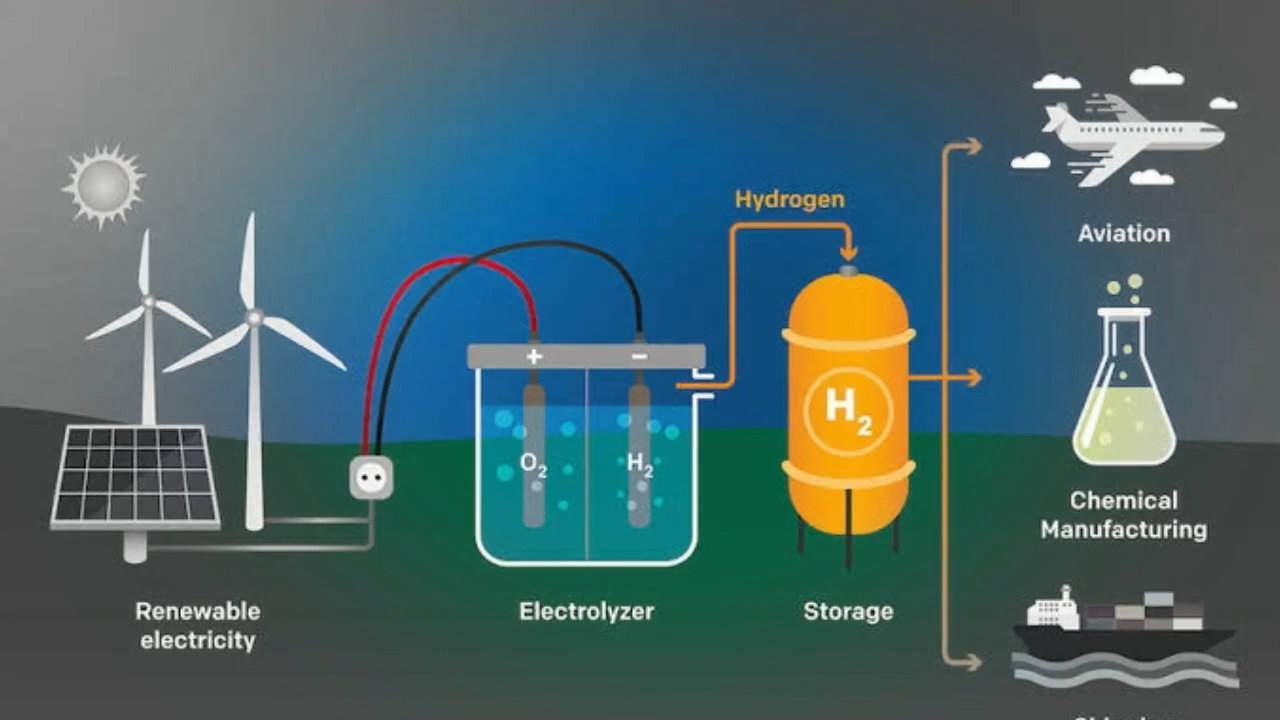 Hydrogen
Aviation
+
−
O2
H2
H2
Chemical
Manufacturing
Renewable
electricity
Electrolyzer
Storage